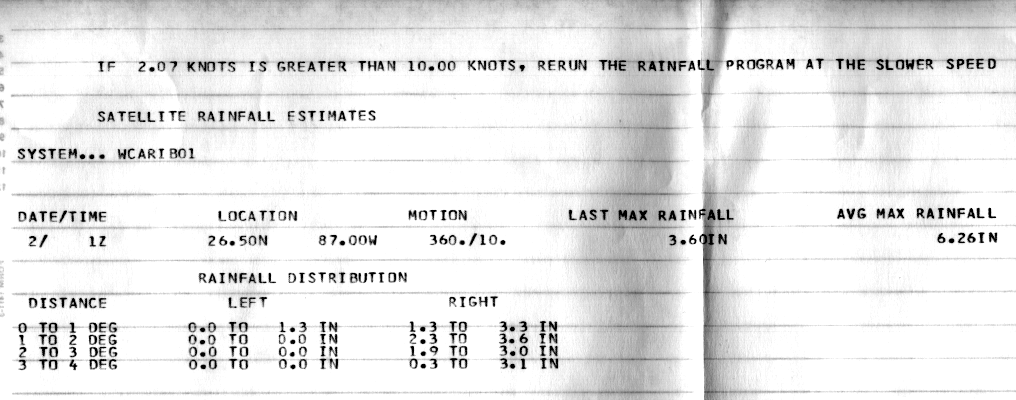 IF 2.07 KNOTS IS GREATER THAN 10.00 KNOTS, RERUN THE RAINFALL PROGRAM AT THE SLOWER SPEED
SATELLITE RAINFALL ESTIMATES
SYSTEM... WCARIB01
DATE/TIME LOCATION MOTION LAST MAX RAINFALL AVG MAX RAINFALL
2/ 1Z 26.50N 87.00W 360./10. 3.60IN 6.26IN
RAINFALL DISTRIBUTION
DISTANCE LEFT RIGHT
0 TO 1 DEG 0.0 TO 1.3 IN 1.3 TO 3.3 IN
1 TO 2 DEG 0.0 TO 0.0 IN 2.3 TO 3.6 IN
2 TO 3 DEG 0.0 TO 0.0 IN 1.9 TO 3.0 IN
3 TO 4 DEG 0.0 TO 0.0 IN 0.3 TO 3.1 IN